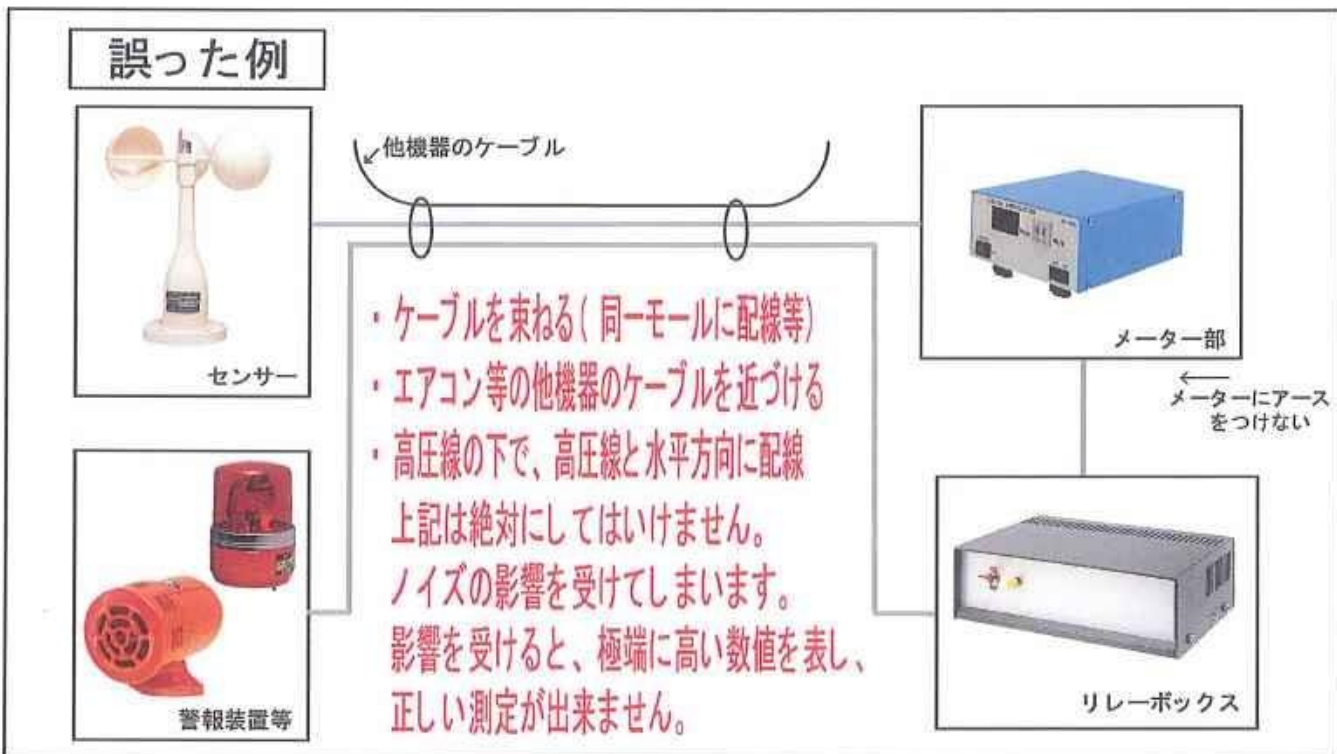 誤った例
他機器のケーブル
センサー
メーター部
←
メーターにアース
をつけない
・ケーブルを束ねる( 同一モールに配線等)
・エアコン等の他機器のケーブルを近づける
・高圧線の下で、高圧線と水平方向に配線
上記は絶対にしてはいけません。
ノイズの影響を受けてしまいます。
影響を受けると、極端に高い数値を表し、
正しい測定が出来ません。
警報装置等
リレーボックス